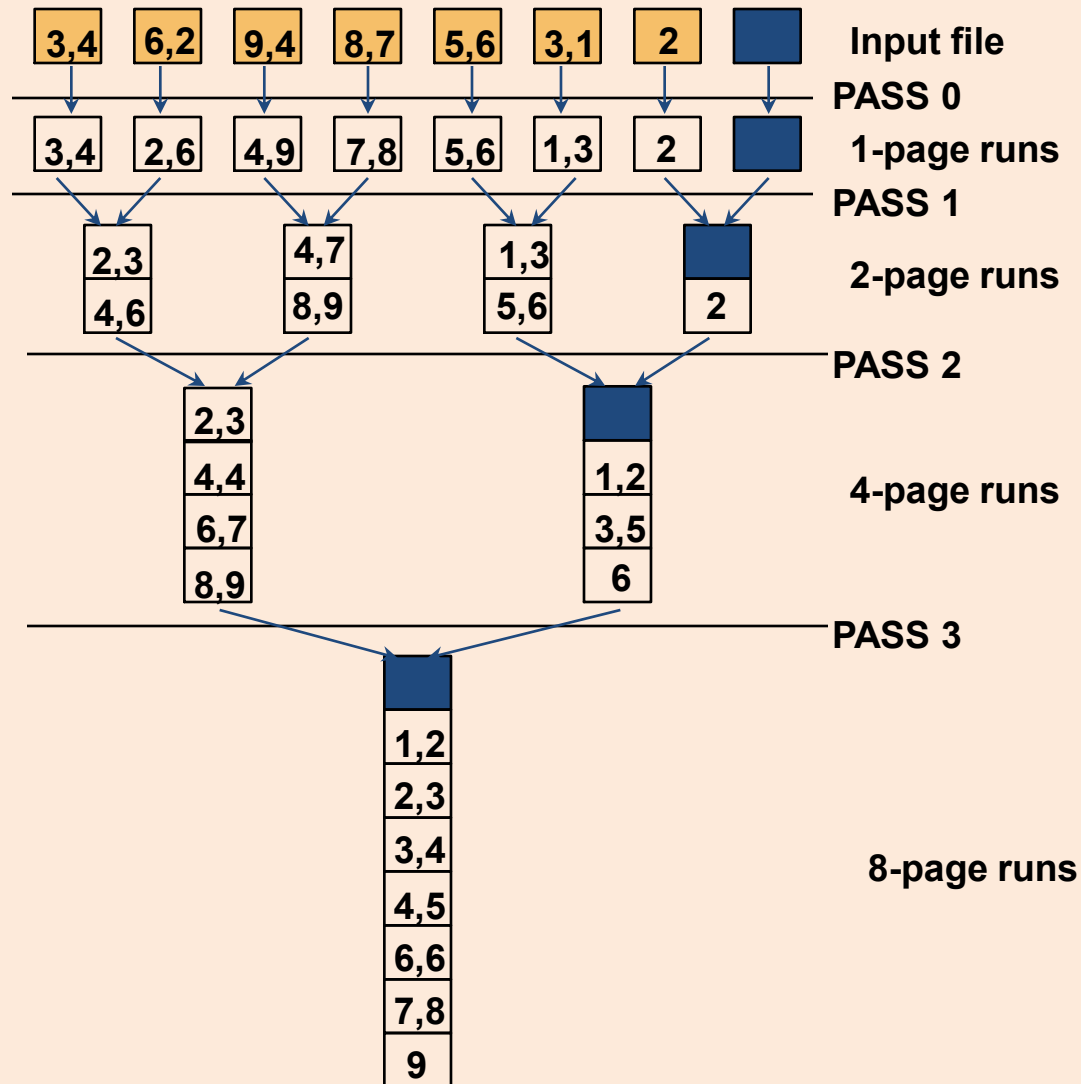 3,4 6,2 9,4 8,7 5,6 3,1 2 Input file
PASS 0
3,4 2,6 4,9 7,8 5,6 1,3 2 1-page runs
PASS 1
2,3 4,7 1,3
2-page runs
4,6 8,9 5,6 2
PASS 2
2,3
4,4 1,2
4-page runs
6,7 3,5
8,9 6
PASS 3
1,2
2,3
3,4
8-page runs
4,5
6,6
7,8
9